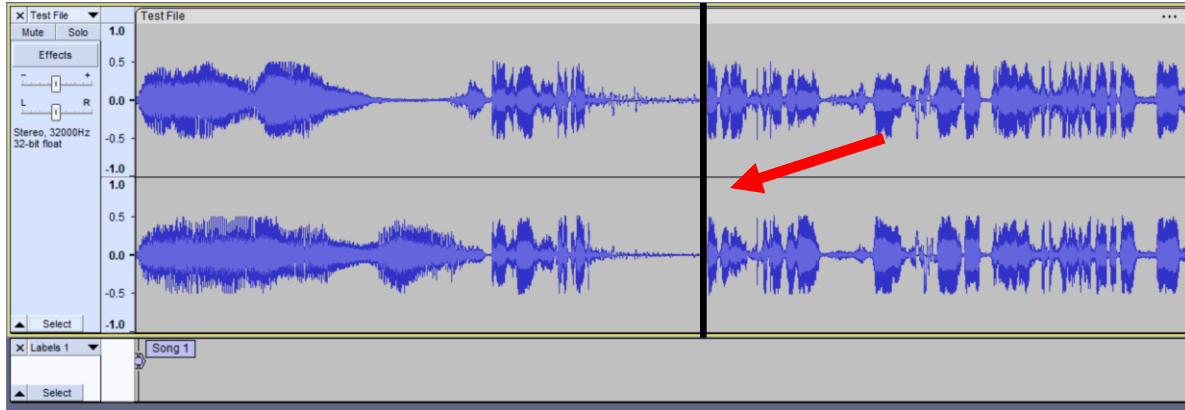 Test File
Test File
...
Mute Solo
Effects
- +
L R
Stereo, 32000Hz
32-bit float
Select
1.0
0.5
0.0
-0.5
-1.0
1.0
0.5
0.0
-0.5
-1.0
Labels 1
Song 1
Select